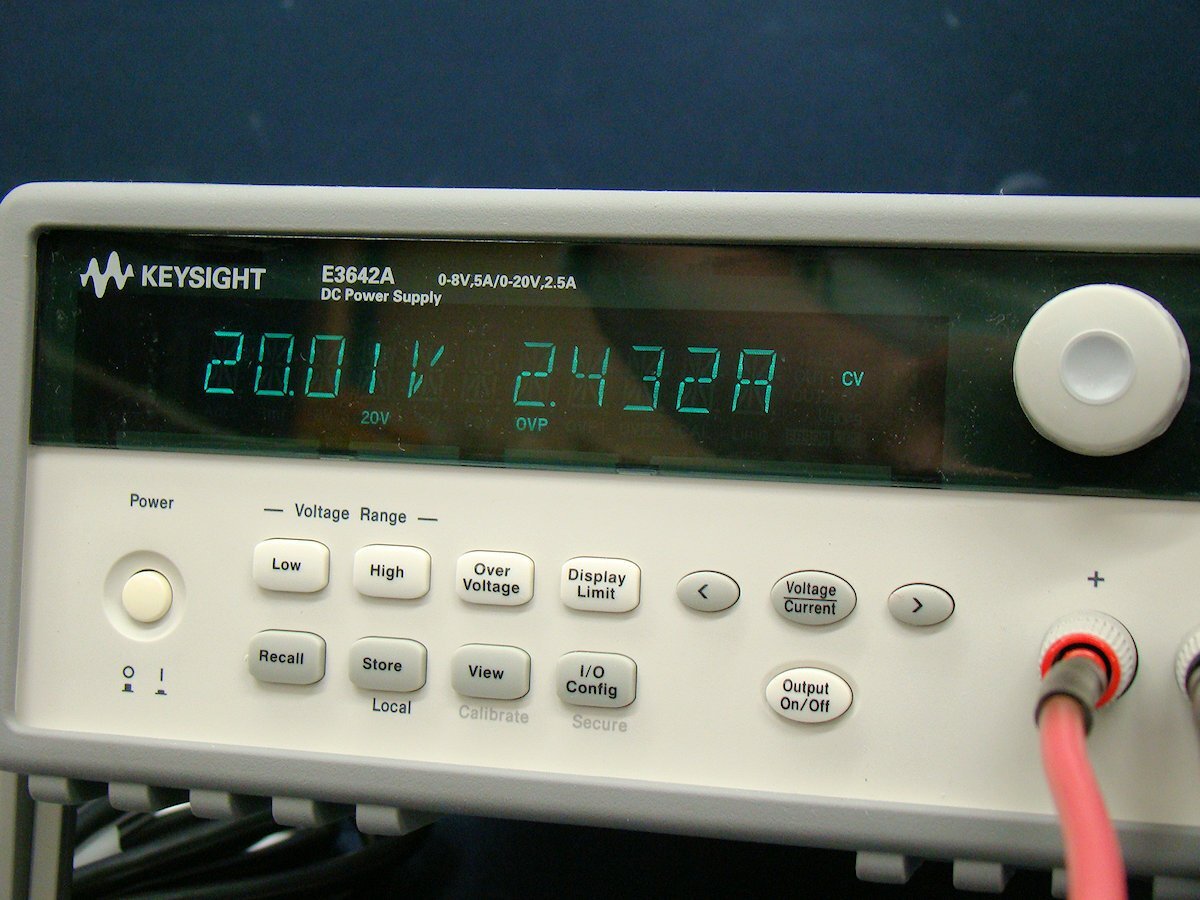 KEYSIGHT
E3642A 0-8V,5A/0-20V,2.5A
DC Power Supply
20.01V 2.432A CV
20V OVP
Power
Voltage Range
Low High Over Voltage Display Limit < Voltage Current >
+
Recall Store View I/O Config Output On/Off
O I
Local Calibrate Secure